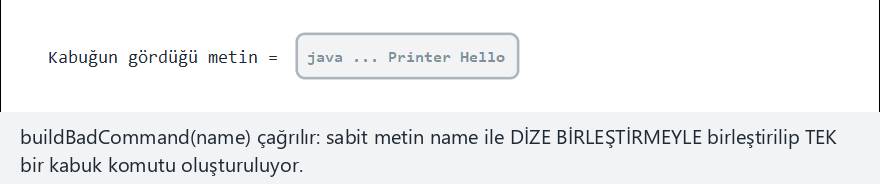 Kabuğun gördüğü metin = java ... Printer Hello
buildBadCommand(name) çağrılır: sabit metin name ile DİZE BİRLEŞTİRMEYLE birleştirilip TEK
bir kabuk komutu oluşturuluyor.